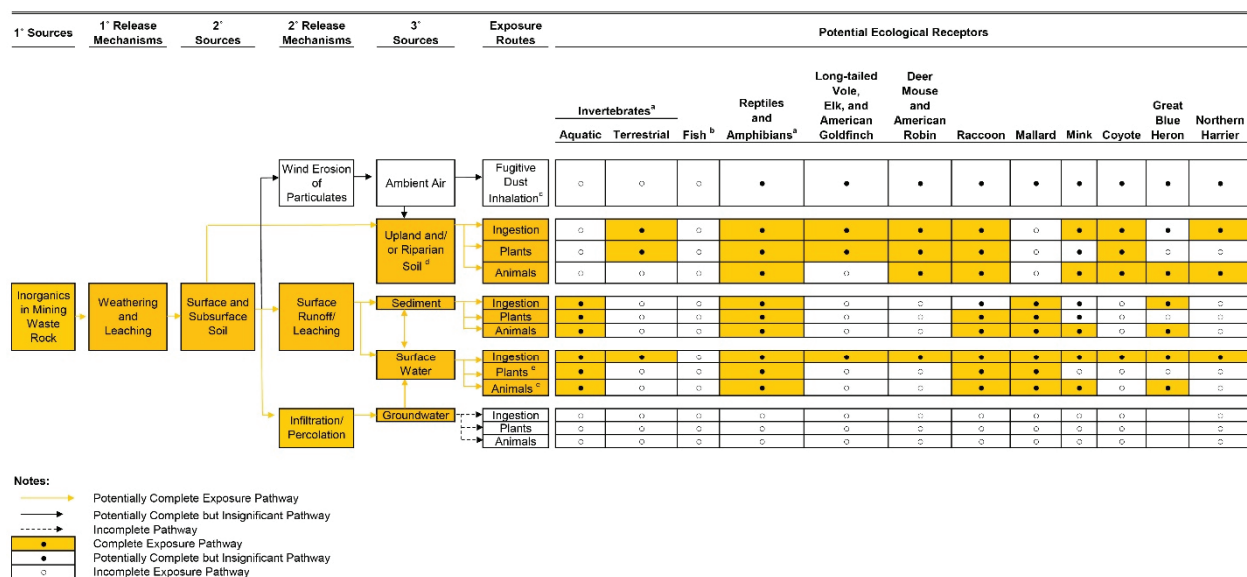 1˚ Sources
1˚ Release
Mechanisms
2˚
Sources
2˚ Release
Mechanisms
3˚
Sources
Exposure
Routes
Potential Ecological Receptors
Invertebrates a
Aquatic
Terrestrial
Fish b
Reptiles
and
Amphibians a
Long-tailed
Vole,
Elk, and
American
Goldfinch
Deer
Mouse
and
American
Robin
Raccoon
Mallard
Mink
Coyote
Great
Blue
Heron
Northern
Harrier
Wind Erosion
of
Particulates
Ambient Air
Fugitive
Dust
Inhalation c
Upland and/
or Riparian
Soil d
Ingestion
Plants
Animals
Inorganics
in Mining
Waste
Rock
Weathering
and
Leaching
Surface and
Subsurface
Soil
Surface
Runoff/
Leaching
Sediment
Ingestion
Plants
Animals
Surface
Water
Ingestion
Plants e
Animals e
Infiltration/
Percolation
Groundwater
Ingestion
Plants
Animals
Notes:
Potentially Complete Exposure Pathway
Potentially Complete but Insignificant Pathway
Incomplete Pathway
Complete Exposure Pathway
Potentially Complete but Insignificant Pathway
Incomplete Exposure Pathway